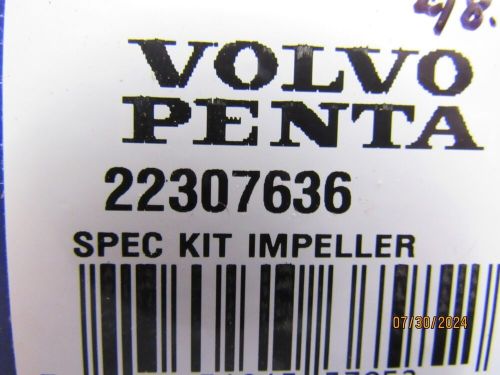 VOLVO
PENTA
22307636
SPEC KIT IMPELLER
07/30/2024